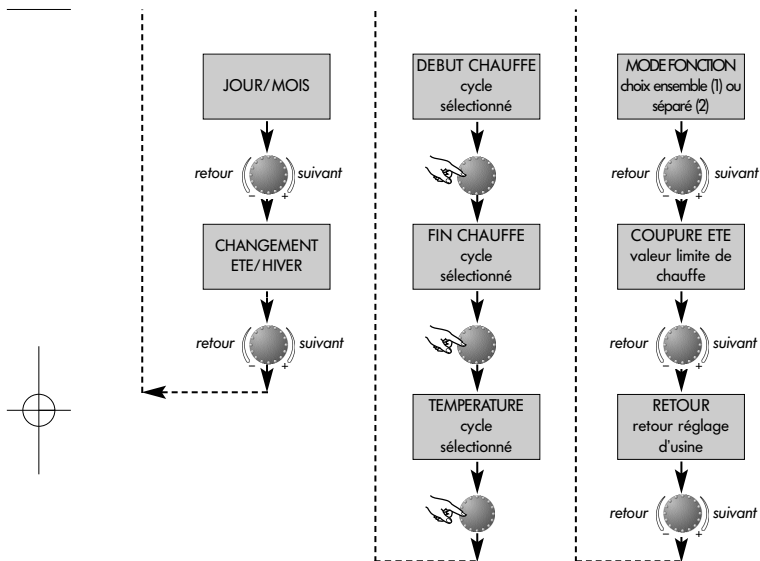 JOUR/MOIS
retour - + suivant
CHANGEMENT
ETE/HIVER
retour - + suivant
DEBUT CHAUFFE
cycle
sélectionné
FIN CHAUFFE
cycle
sélectionné
TEMPERATURE
cycle
sélectionné
MODE FONCTION
choix ensemble (1) ou
séparé (2)
retour - + suivant
COUPURE ETE
valeur limite de
chauffe
retour - + suivant
RETOUR
retour réglage
d'usine
retour - + suivant